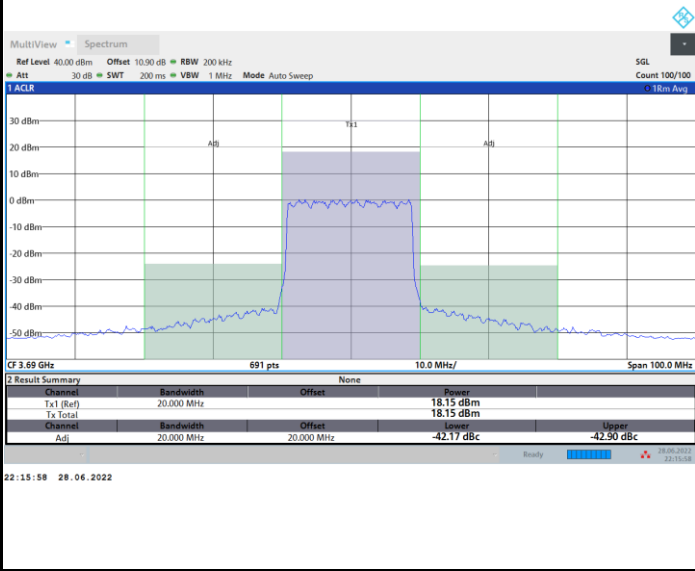 MultiView Spectrum
Ref Level 40.00 dBm Offset 10.90 dB RBW 200 kHz SGL
Att 30 dB SWT 200 ms VBW 1 MHz Mode Auto Sweep Count 100/100
1 ACLR 1Rm Avg
30 dBm
Tx1
20 dBm Adj Adj
10 dBm
0 dBm
-10 dBm
-20 dBm
-30 dBm
-40 dBm
-50 dBm
CF 3.69 GHz 691 pts 10.0 MHz/ Span 100.0 MHz
2 Result Summary None
Channel Bandwidth Offset Power
Tx1 (Ref) 20.000 MHz 18.15 dBm
Tx Total 18.15 dBm
Channel Bandwidth Offset Lower Upper
Adj 20.000 MHz 20.000 MHz -42.17 dBc -42.90 dBc
Ready 28.06.2022
22:15:58
22:15:58 28.06.2022